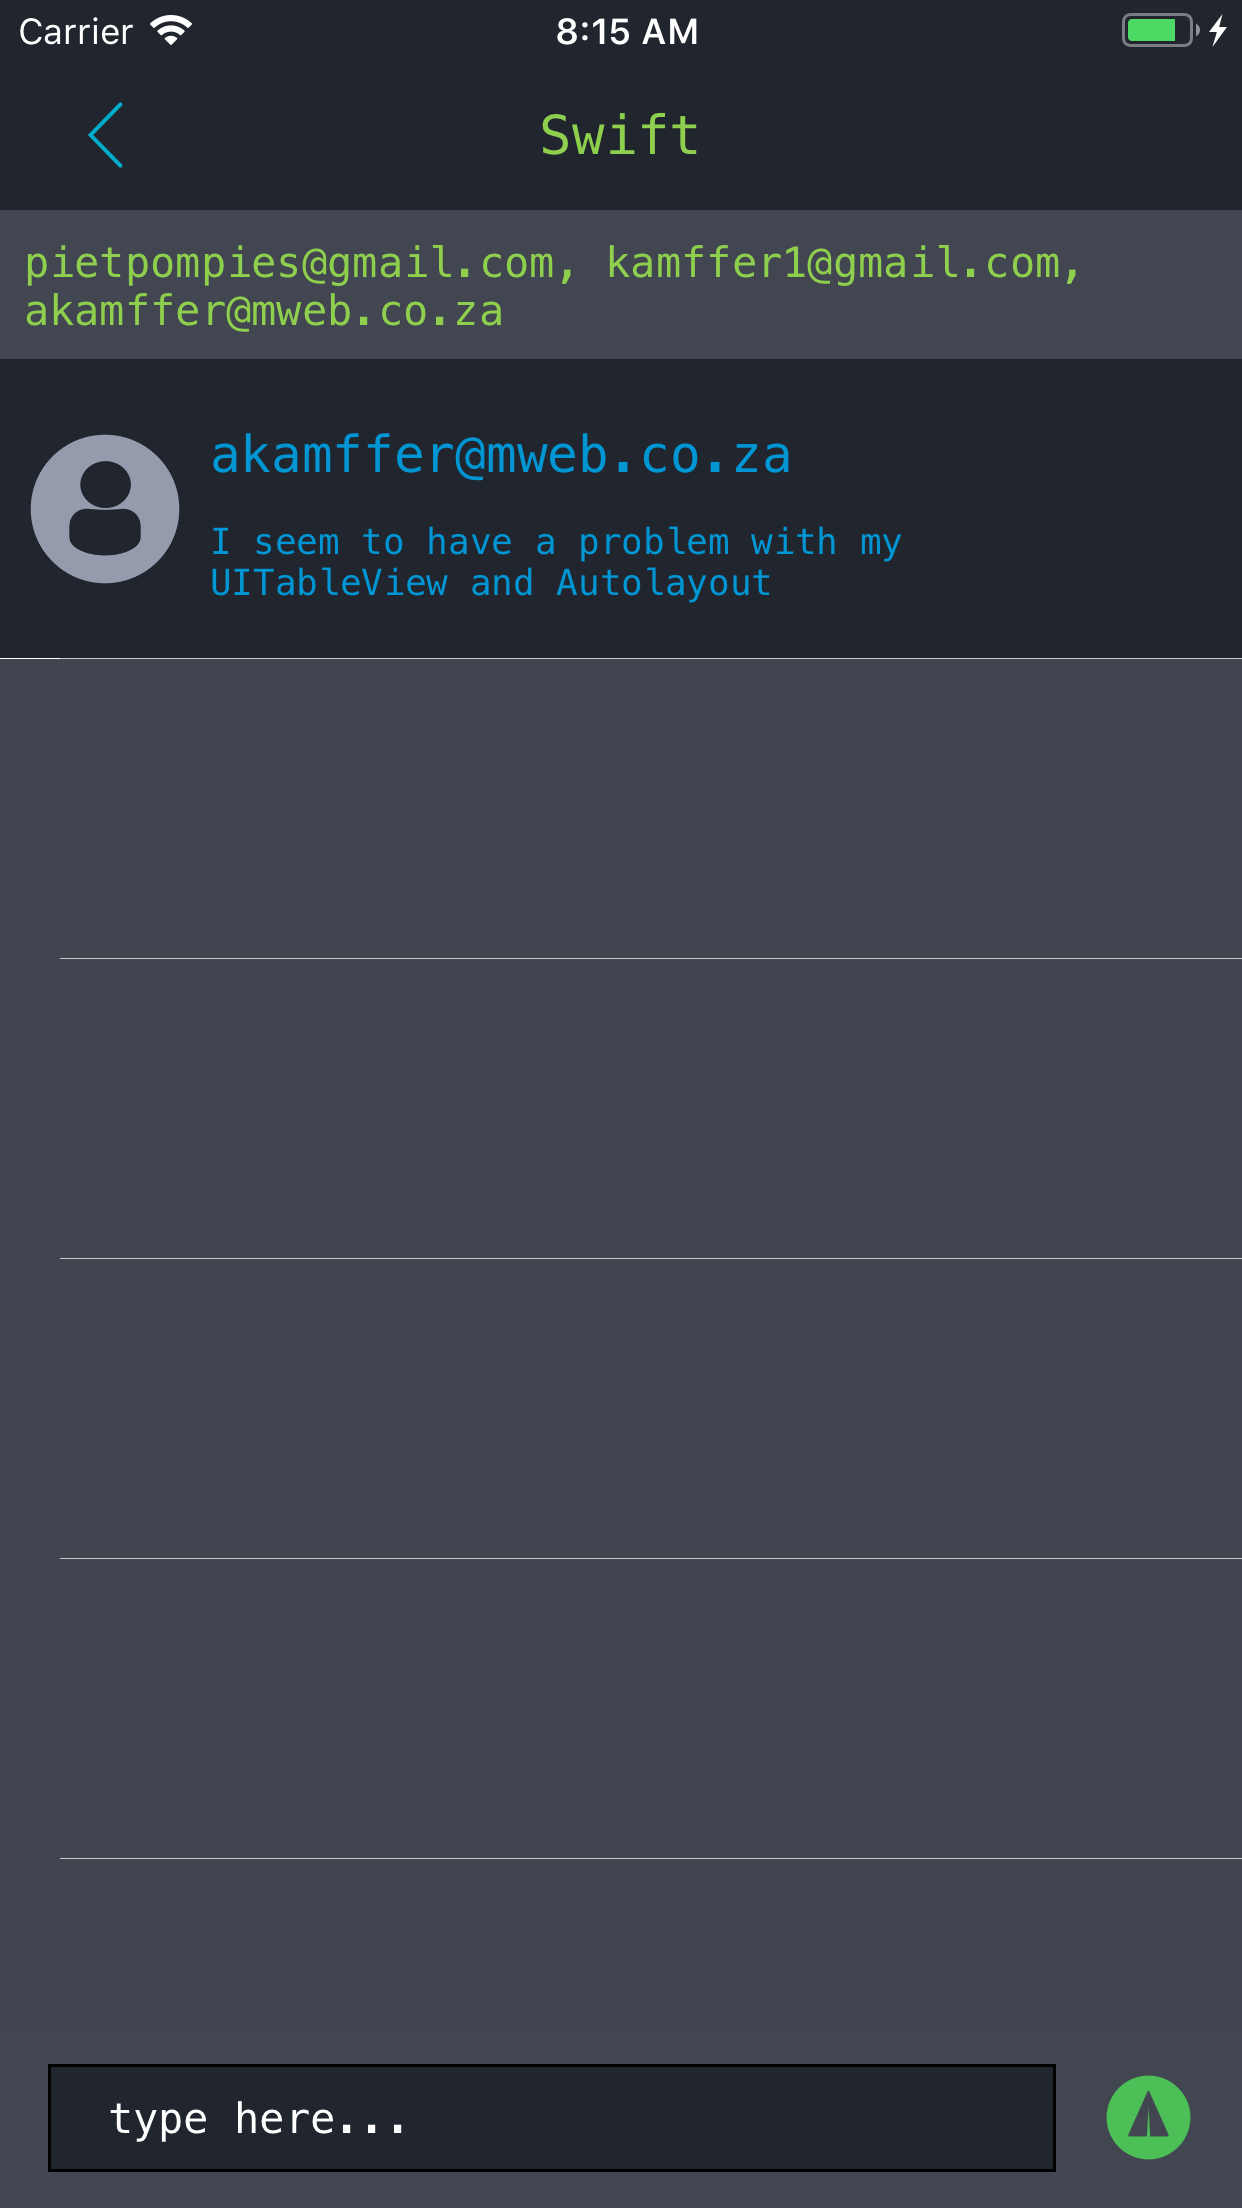 Carrier 8:15 AM
Swift
pietpompies@gmail.com, kamffer1@gmail.com,
akamffer@mweb.co.za
akamffer@mweb.co.za
I seem to have a problem with my
UITableView and Autolayout
type here...